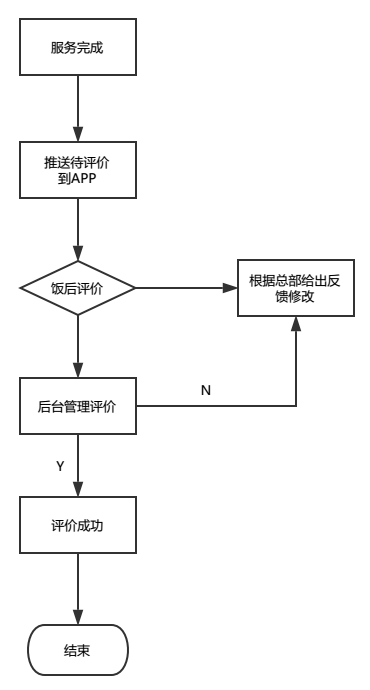 服务完成
推送待评价
到APP
饭后评价
根据总部给出反
馈修改
后台管理评价
N
Y
评价成功
结束